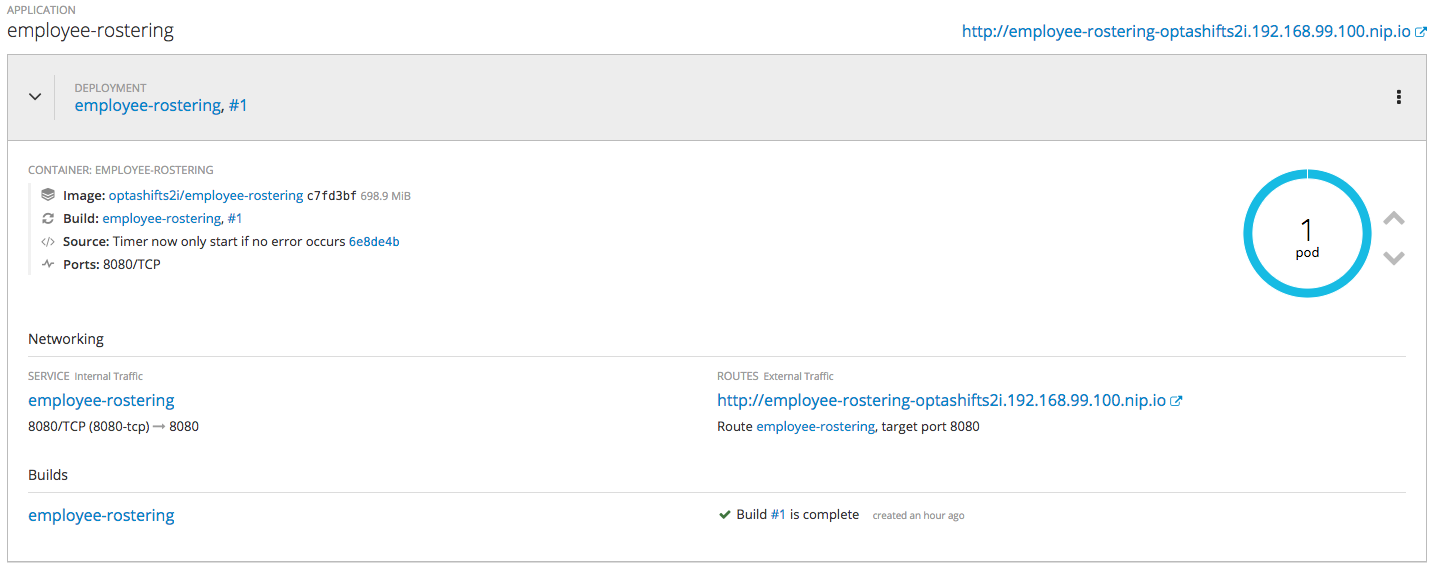 APPLICATION
employee-rostering
http://employee-rostering-optashifts2i.192.168.99.100.nip.io
DEPLOYMENT
employee-rostering, #1
CONTAINER: EMPLOYEE-ROSTERING
Image: optashifts2i/employee-rostering c7fd3bf 698.9 MiB
Build: employee-rostering, #1
Source: Timer now only start if no error occurs 6e8de4b
Ports: 8080/TCP
1
pod
Networking
SERVICE Internal Traffic
employee-rostering
8080/TCP (8080-tcp) → 8080
ROUTES External Traffic
http://employee-rostering-optashifts2i.192.168.99.100.nip.io
Route employee-rostering, target port 8080
Builds
employee-rostering
Build #1 is complete created an hour ago